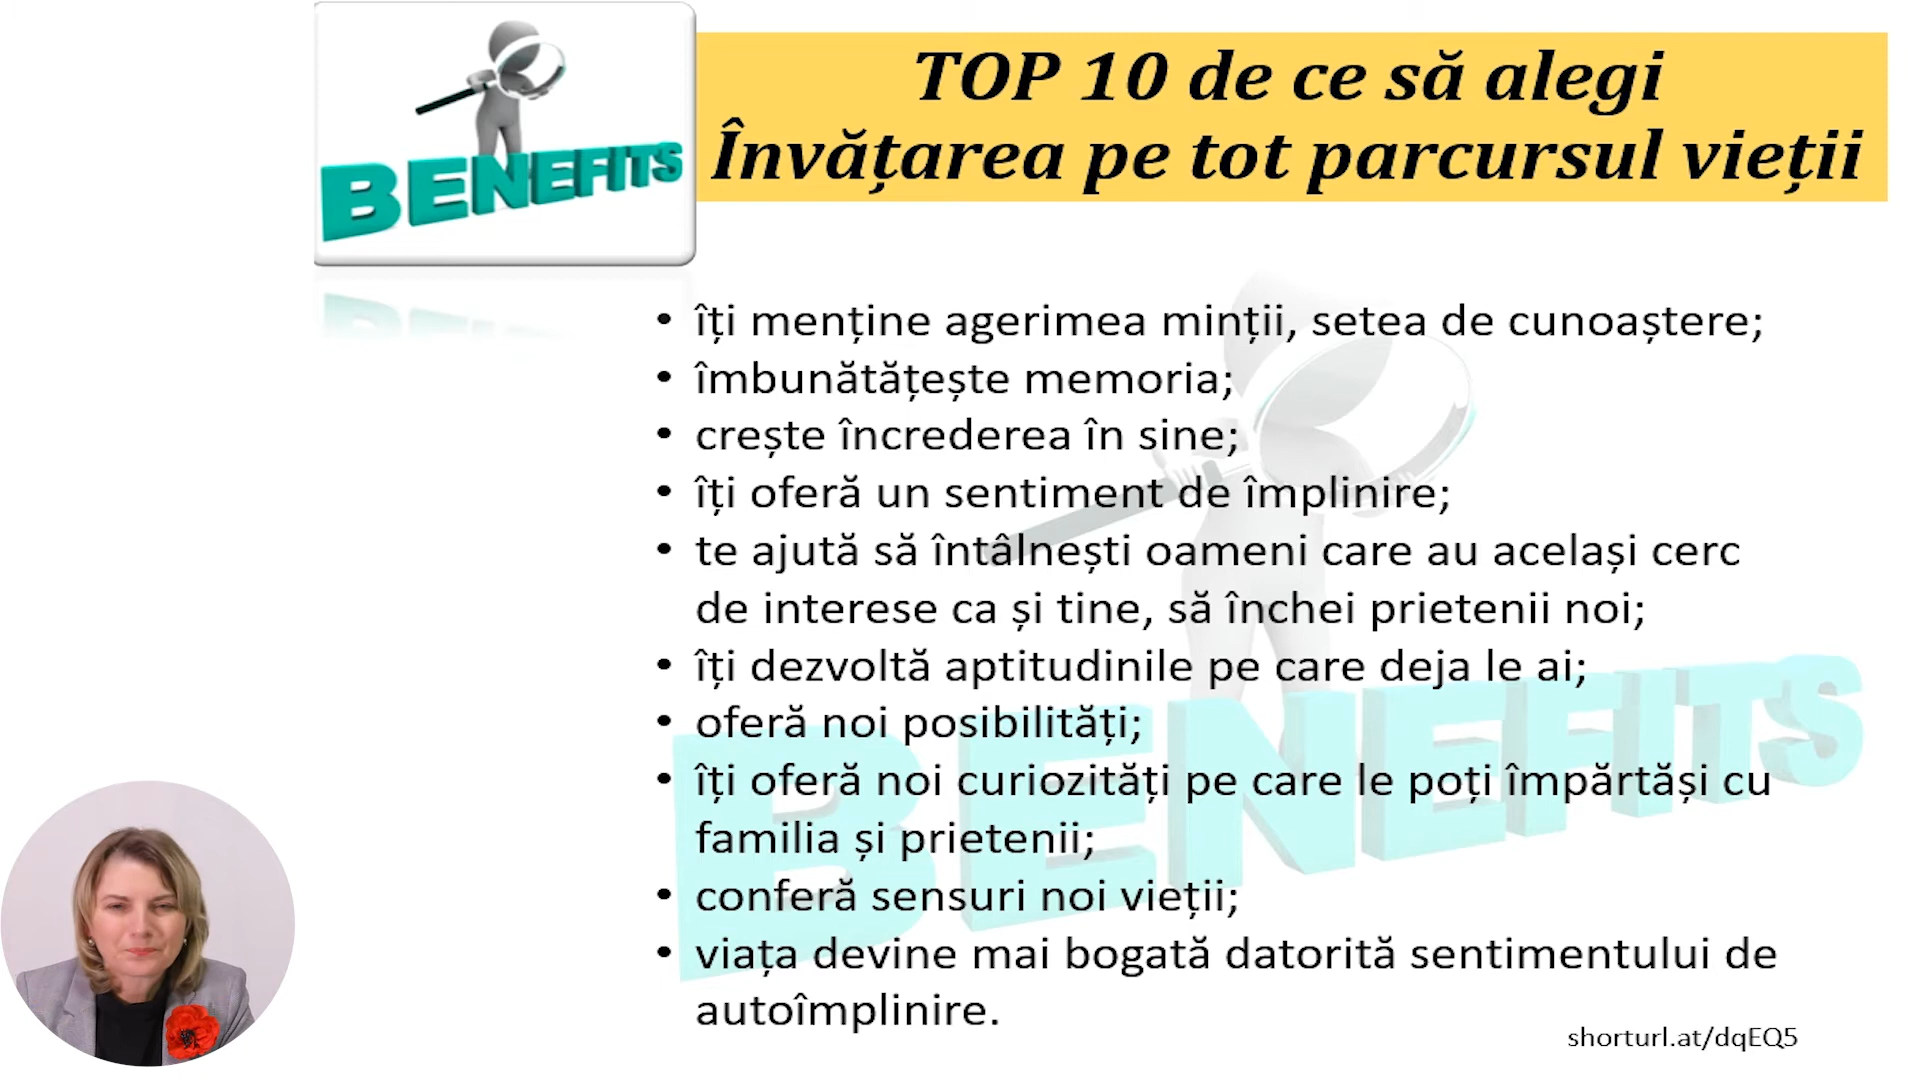 BENEFITS
TOP 10 de ce să alegi
Învățarea pe tot parcursul vieții
• îți menține agerimea minții, setea de cunoaștere;
• îmbunătățește memoria;
• crește încrederea în sine;
• îți oferă un sentiment de împlinire;
• te ajută să întâlnești oameni care au același cerc
de interese ca și tine, să închei prietenii noi;
• îți dezvoltă aptitudinile pe care deja le ai;
• oferă noi posibilități;
• îți oferă noi curiozități pe care le poți împărtăși cu
familia și prietenii;
• conferă sensuri noi vieții;
• viața devine mai bogată datorită sentimentului de
autoîmplinire.
BENEFITS
shorturl.at/dqEQ5